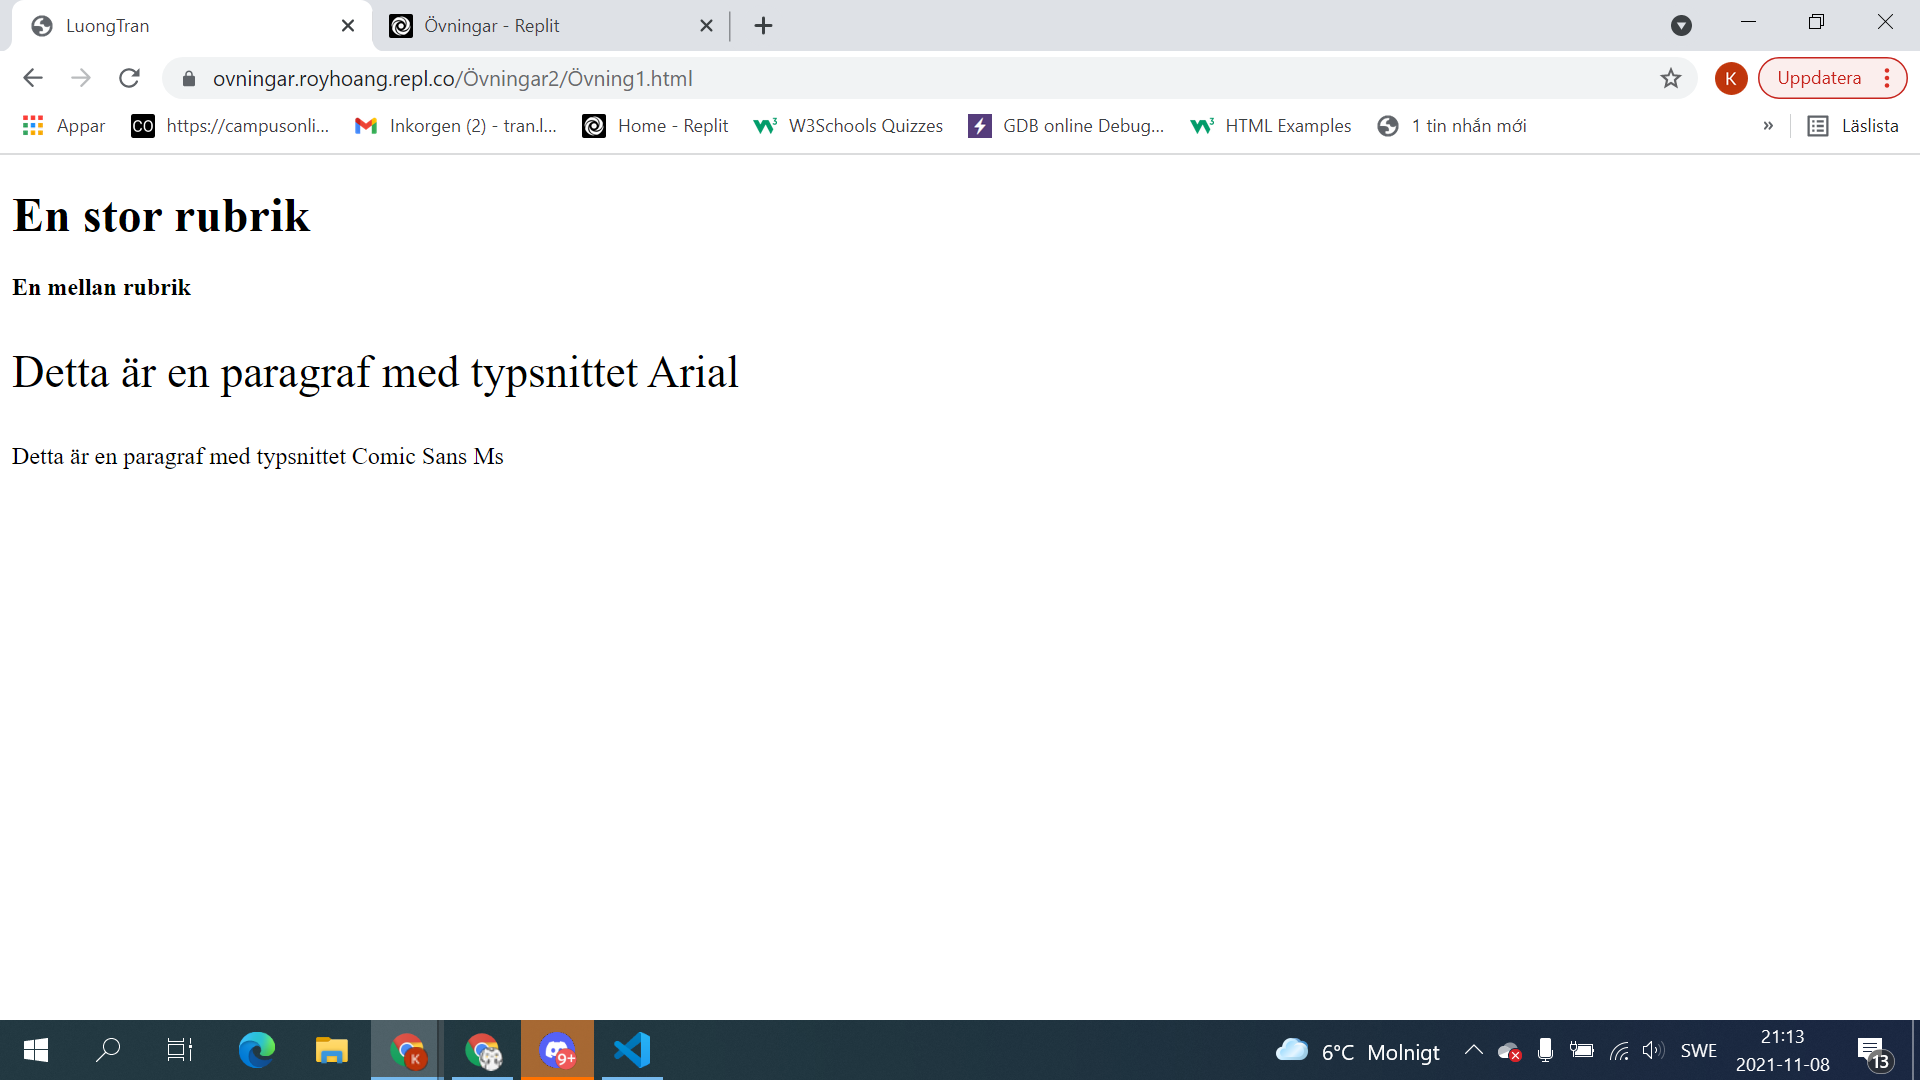 LuongTran
Övningar - Replit
ovningar.royhoang.repl.co/Övningar2/Övning1.html
K
Uppdatera
Appar
CO
https://campusonli...
Inkorgen (2) - tran.l...
Home - Replit
W3Schools Quizzes
GDB online Debug...
HTML Examples
1 tin nhắn mới
»
Läslista
En stor rubrik
En mellan rubrik
Detta är en paragraf med typsnittet Arial
Detta är en paragraf med typsnittet Comic Sans Ms
K
9+
6°C Molnigt
SWE
21:13
2021-11-08
13